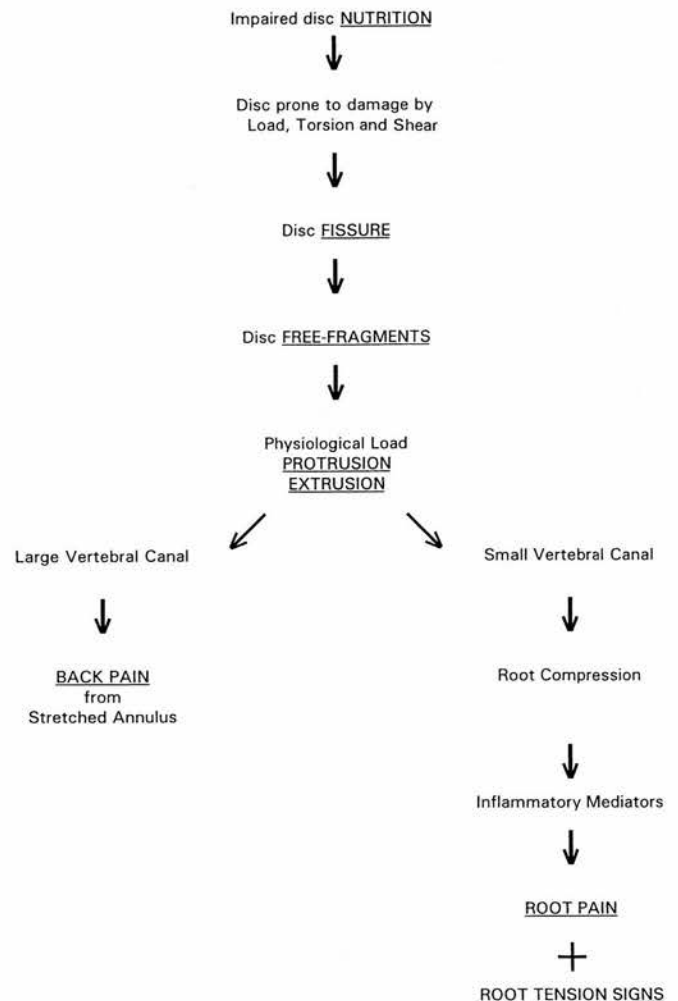 Impaired disc NUTRITION
Disc prone to damage by
Load, Torsion and Shear
Disc FISSURE
Disc FREE-FRAGMENTS
Physiological Load
PROTRUSION
EXTRUSION
Large Vertebral Canal
Small Vertebral Canal
BACK PAIN
from
Stretched Annulus
Root Compression
Inflammatory Mediators
ROOT PAIN
+
ROOT TENSION SIGNS